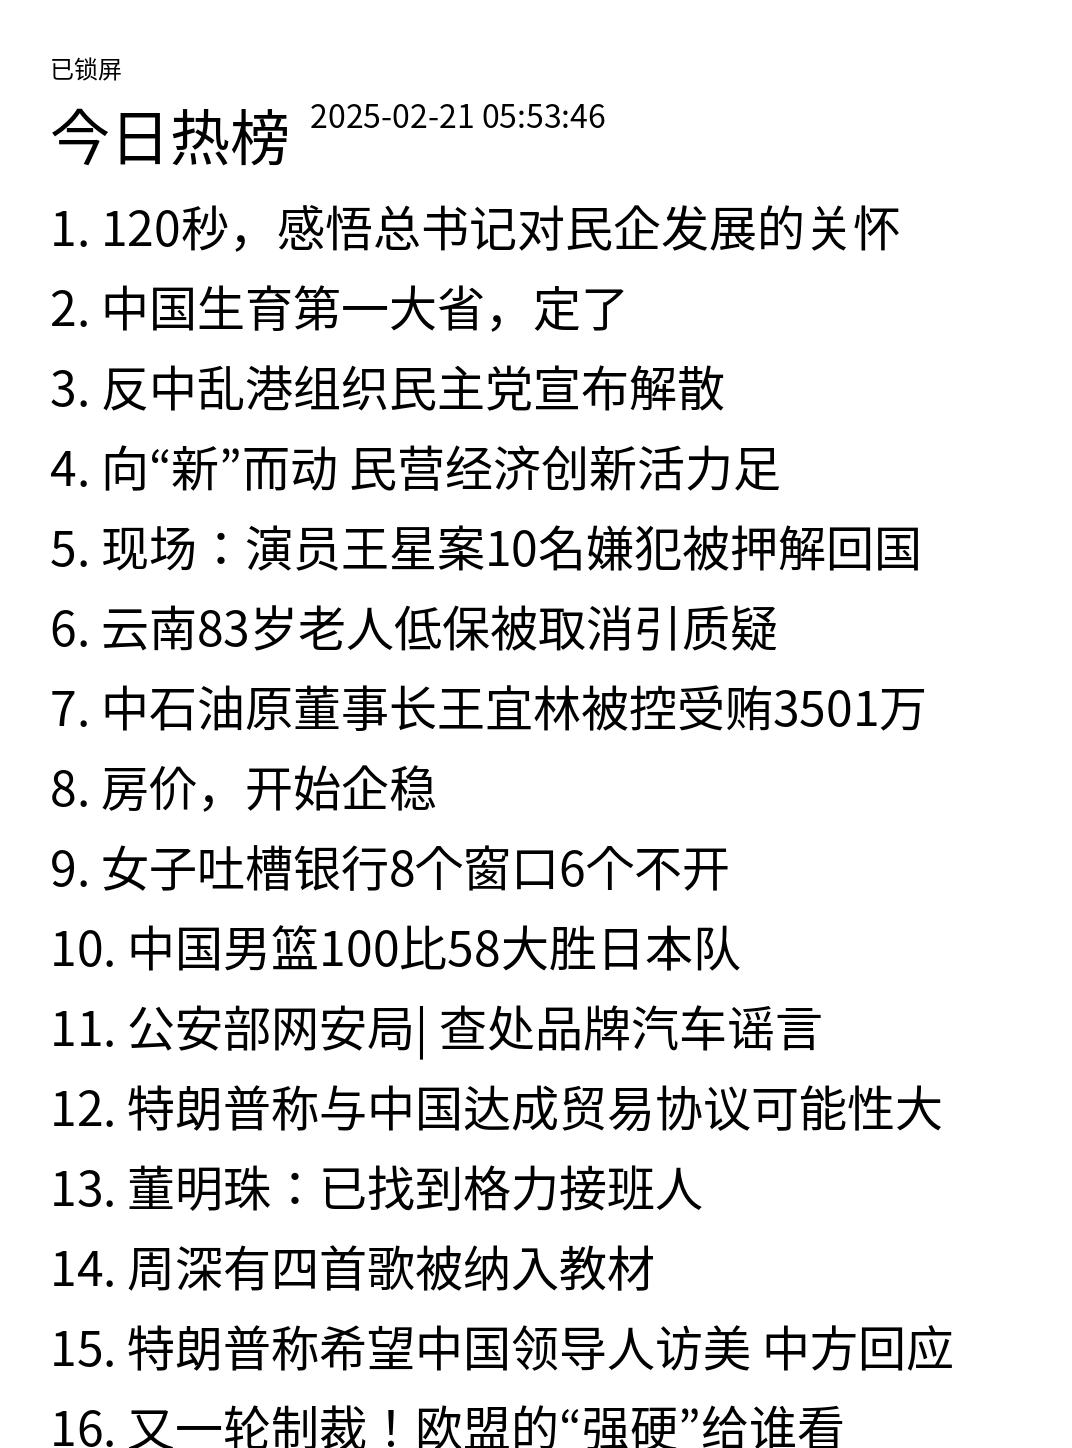 已锁屏
今日热榜 2025-02-21 05:53:46
1. 120秒，感悟总书记对民企发展的关怀
2. 中国生育第一大省，定了
3. 反中乱港组织民主党宣布解散
4. 向“新”而动 民营经济创新活力足
5. 现场：演员王星案10名嫌犯被押解回国
6. 云南83岁老人低保被取消引质疑
7. 中石油原董事长王宜林被控受贿3501万
8. 房价，开始企稳
9. 女子吐槽银行8个窗口6个不开
10. 中国男篮100比58大胜日本队
11. 公安部网安局| 查处品牌汽车谣言
12. 特朗普称与中国达成贸易协议可能性大
13. 董明珠：已找到格力接班人
14. 周深有四首歌被纳入教材
15. 特朗普称希望中国领导人访美 中方回应
16. 又一轮制裁！欧盟的“强硬”给谁看